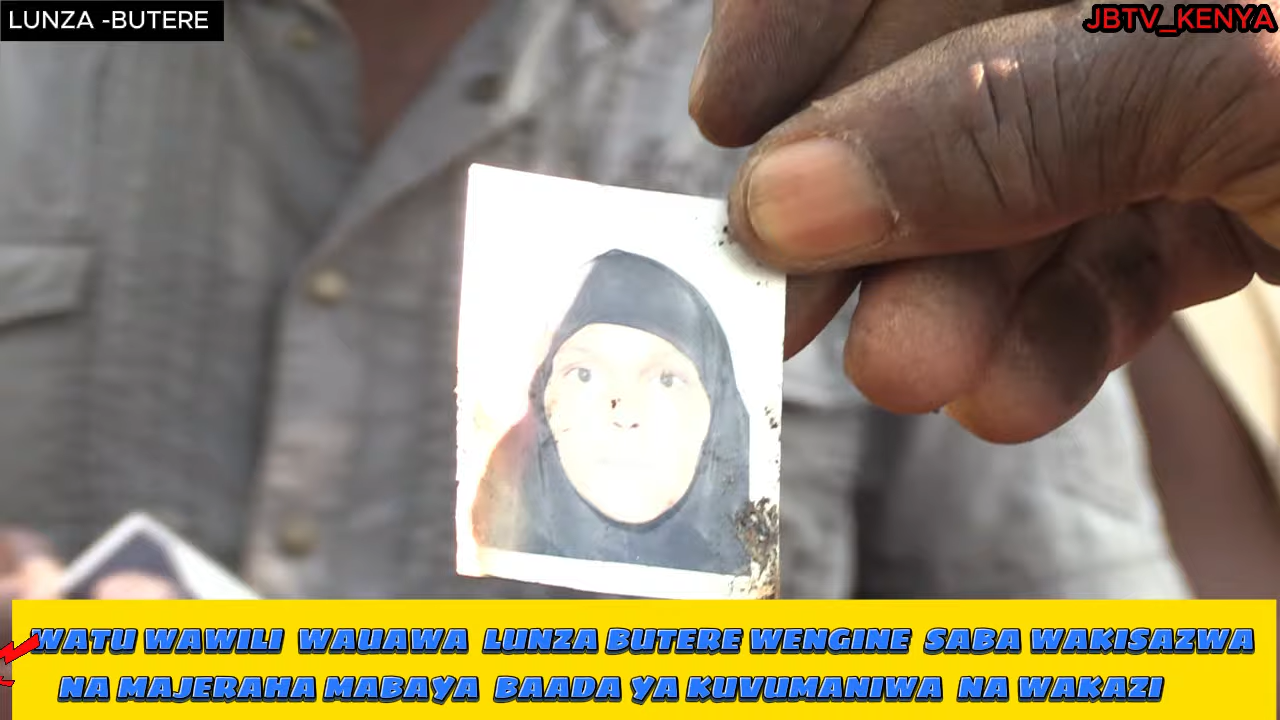 LUNZA -BUTERE
JBTV_KENYA
WATU WAWILI WAUAWA LUNZA BUTERE WENGINE SABA WAKISAZWA
NA MAJERAHA MABAYA BAADA YA KUVUMANIWA NA WAKAZI